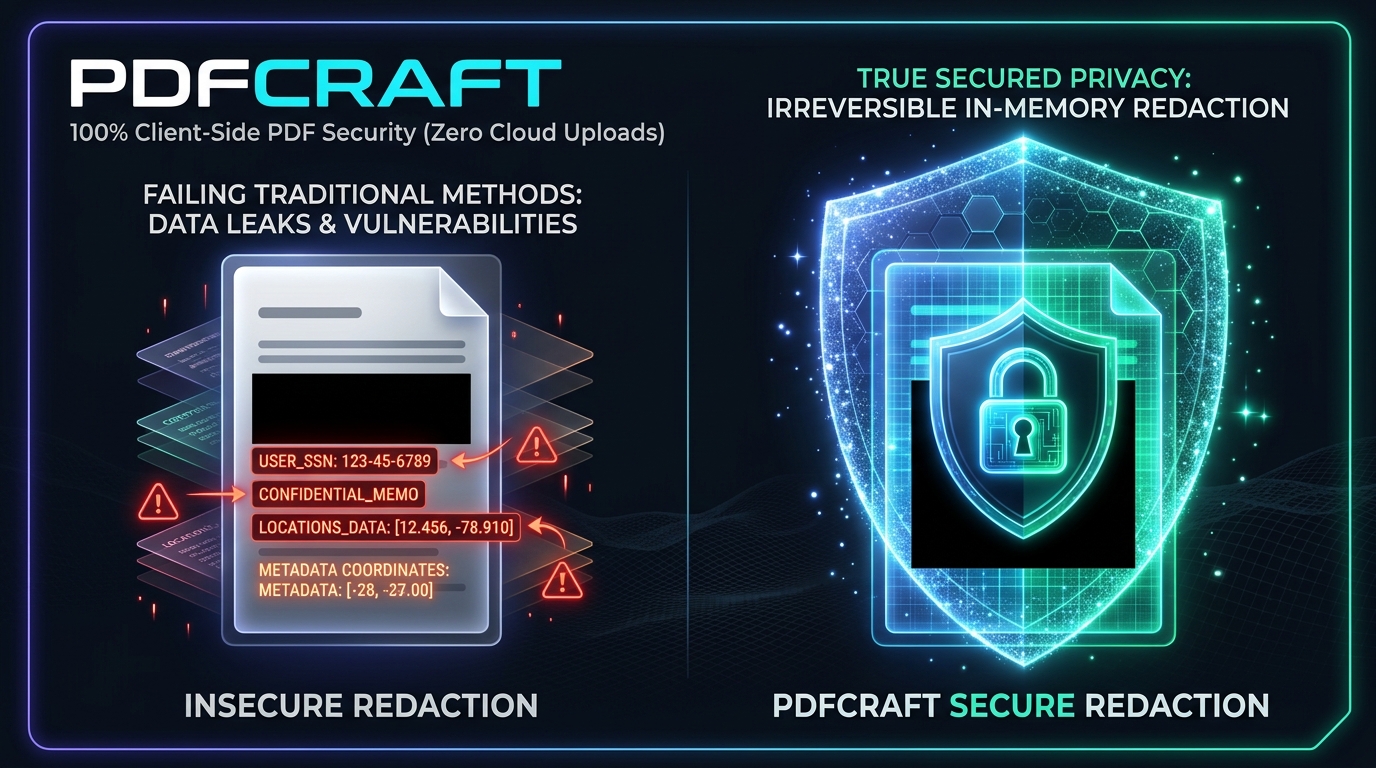 PDFCRAFT
100% Client-Side PDF Security (Zero Cloud Uploads)
FAILING TRADITIONAL METHODS:
DATA LEAKS & VULNERABILITIES
USER_SSN: 123-45-6789
CONFIDENTIAL_MEMO
LOCATIONS_DATA: [12.456, -78.910]
METADATA COORDINATES:
METADATA: [-28, -27.00]
INSECURE REDACTION
TRUE SECURED PRIVACY:
IRREVERSIBLE IN-MEMORY REDACTION
PDFCRAFT SECURE REDACTION